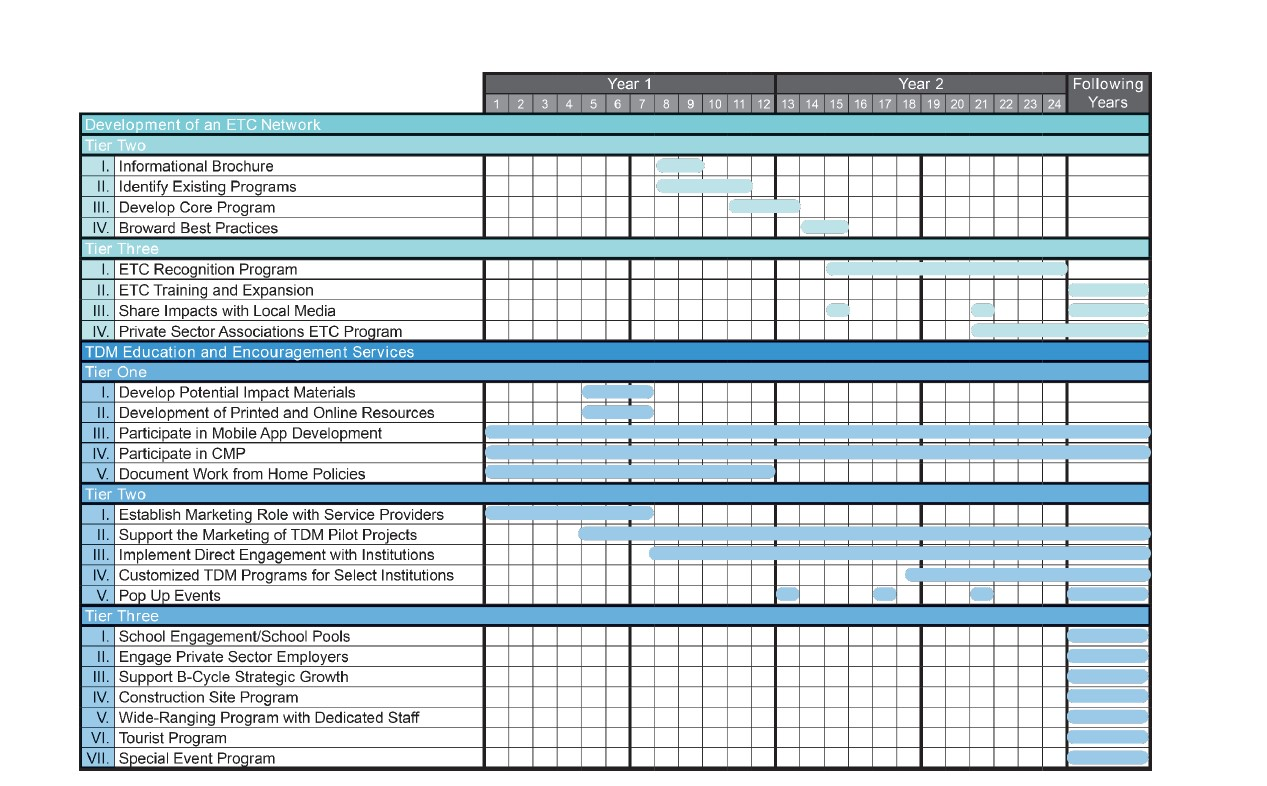 Year 1 Year 2 Following
1 2 3 4 5 6 7 8 9 10 11 12 13 14 15 16 17 18 19 20 21 22 23 24 Years
Development of an ETC Network
Tier Two
I. Informational Brochure
II. Identify Existing Programs
III. Develop Core Program
IV. Broward Best Practices
Tier Three
I. ETC Recognition Program
II. ETC Training and Expansion
III. Share Impacts with Local Media
IV. Private Sector Associations ETC Program
TDM Education and Encouragement Services
Tier One
I. Develop Potential Impact Materials
II. Development of Printed and Online Resources
III. Participate in Mobile App Development
IV. Participate in CMP
V. Document Work from Home Policies
Tier Two
I. Establish Marketing Role with Service Providers
II. Support the Marketing of TDM Pilot Projects
III. Implement Direct Engagement with Institutions
IV. Customized TDM Programs for Select Institutions
V. Pop Up Events
Tier Three
I. School Engagement/School Pools
II. Engage Private Sector Employers
III. Support B-Cycle Strategic Growth
IV. Construction Site Program
V. Wide-Ranging Program with Dedicated Staff
VI. Tourist Program
VII. Special Event Program